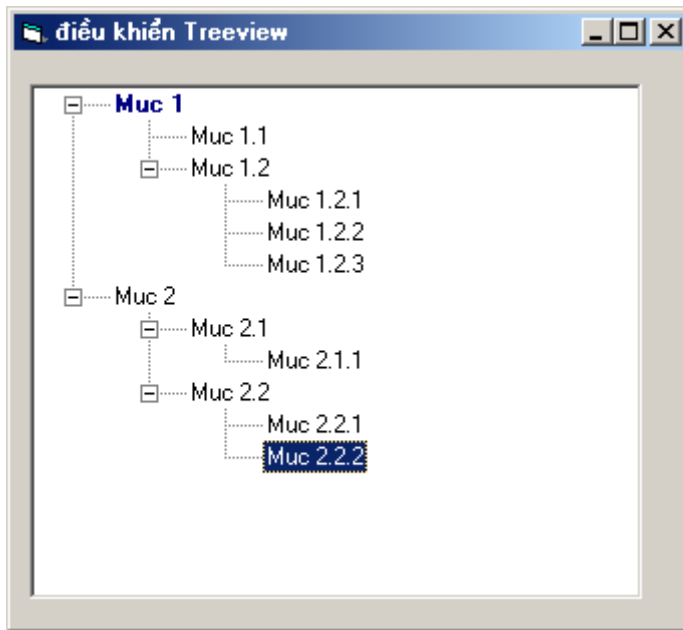 điều khiển Treeview
Muc 1
Muc 1.1
Muc 1.2
Muc 1.2.1
Muc 1.2.2
Muc 1.2.3
Muc 2
Muc 2.1
Muc 2.1.1
Muc 2.2
Muc 2.2.1
Muc 2.2.2